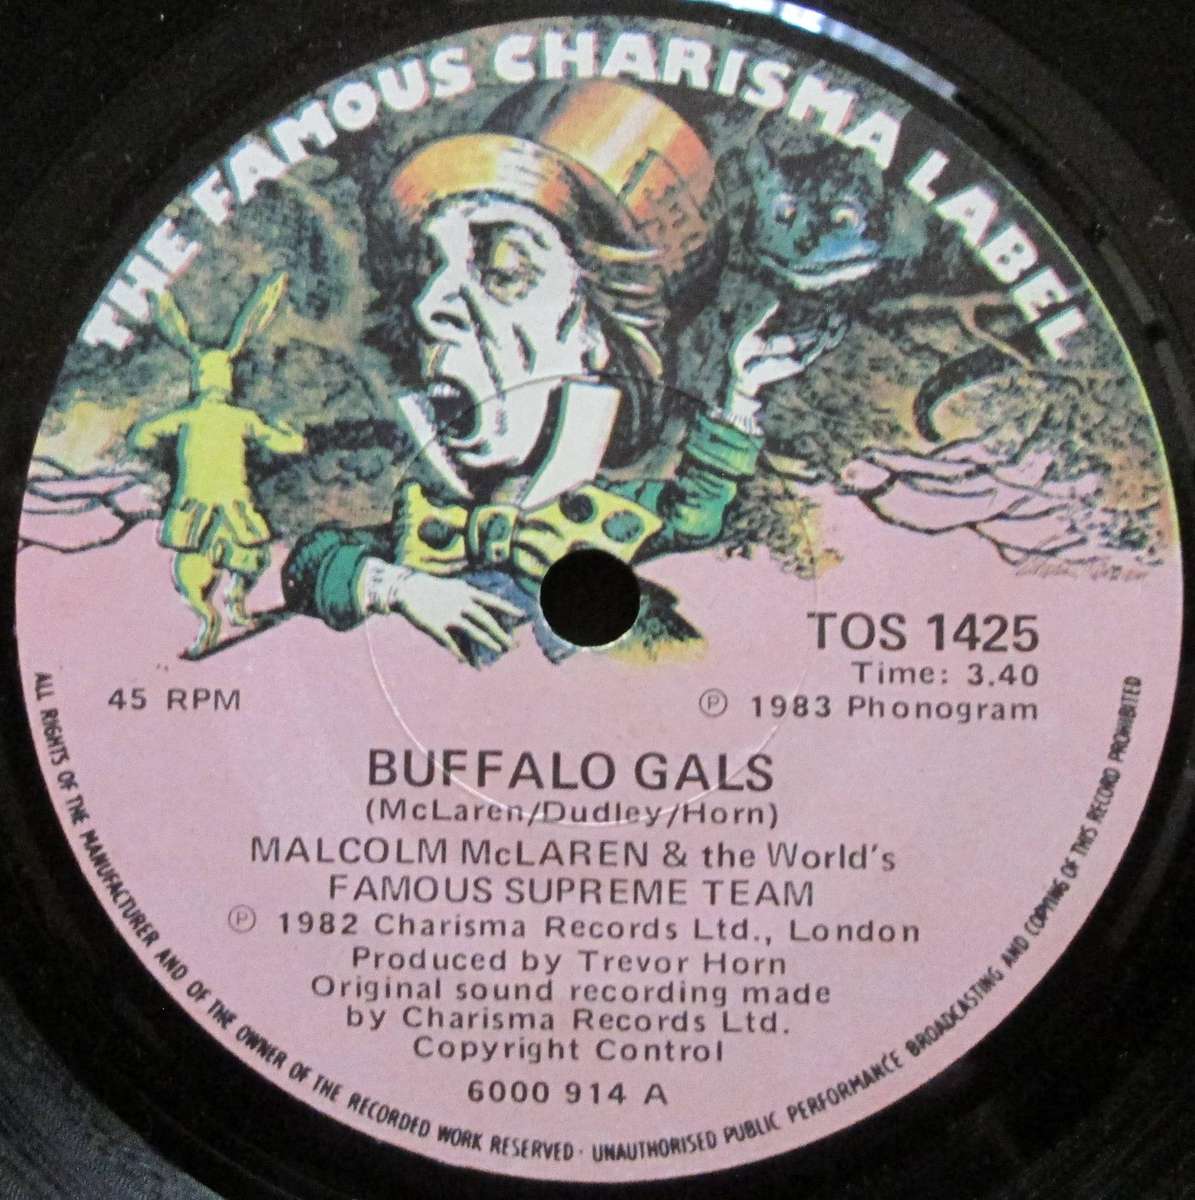 THE FAMOUS CHARISMA LABEL
TOS 1425
Time: 3.40
45 RPM
℗ 1983 Phonogram
BUFFALO GALS
(McLaren/Dudley/Horn)
MALCOLM McLAREN & the World's
FAMOUS SUPREME TEAM
℗ 1982 Charisma Records Ltd., London
Produced by Trevor Horn
Original sound recording made
by Charisma Records Ltd.
Copyright Control
6000 914 A
ALL RIGHTS OF THE MANUFACTURER AND OF THE OWNER OF THE RECORDED WORK RESERVED · UNAUTHORISED PUBLIC PERFORMANCE BROADCASTING AND COPYING OF THIS RECORD PROHIBITED